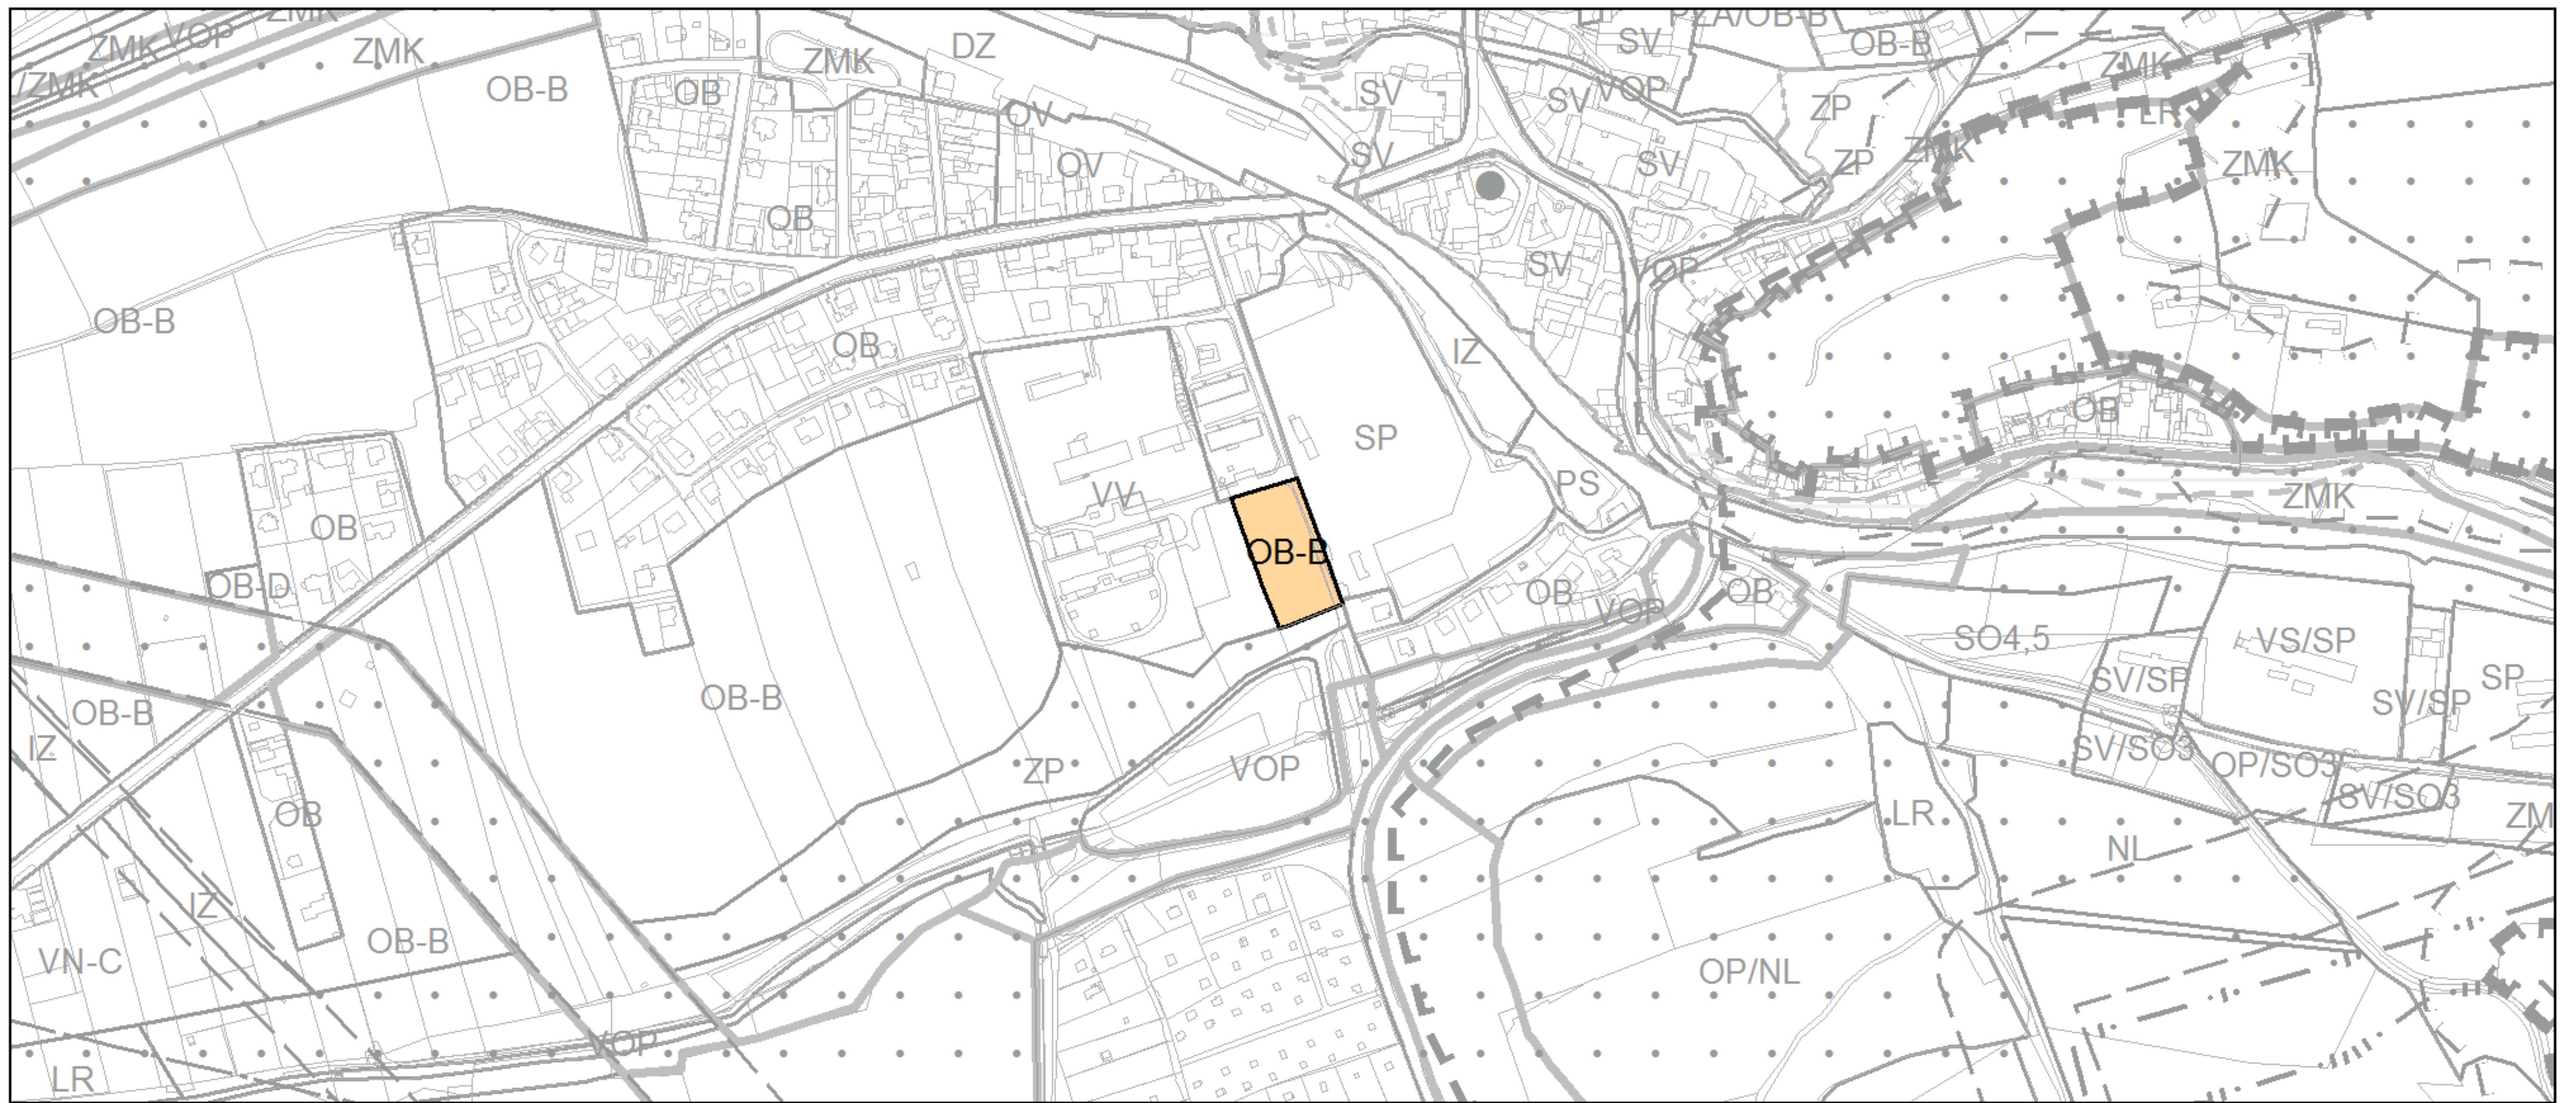 ZMK
PZA/OB-B
VOP
ZMK
ZMK
DZ
SV
OB-B
ZMK
ZMK
/ZMK
OB-B
OB
SV
SV
VOP
ZP
LR
OV
OV
SV
SV
ZP
ZMK
ZMK
OB
SV
VOP
OB-B
OB
IZ
OB
SP
VV
PS
ZMK
OB
OB-B
OB-D
OB
VOP
OB
SO4,5
VS/SP
SV/SP
SP
OB-B
OB-B
SV/SP
IZ
ZP
VOP
SV/SO3
OP/SO3
SV/SO3
OB
LR
ZM
NL
IZ
OB-B
VN-C
OP/NL
VOP
LR